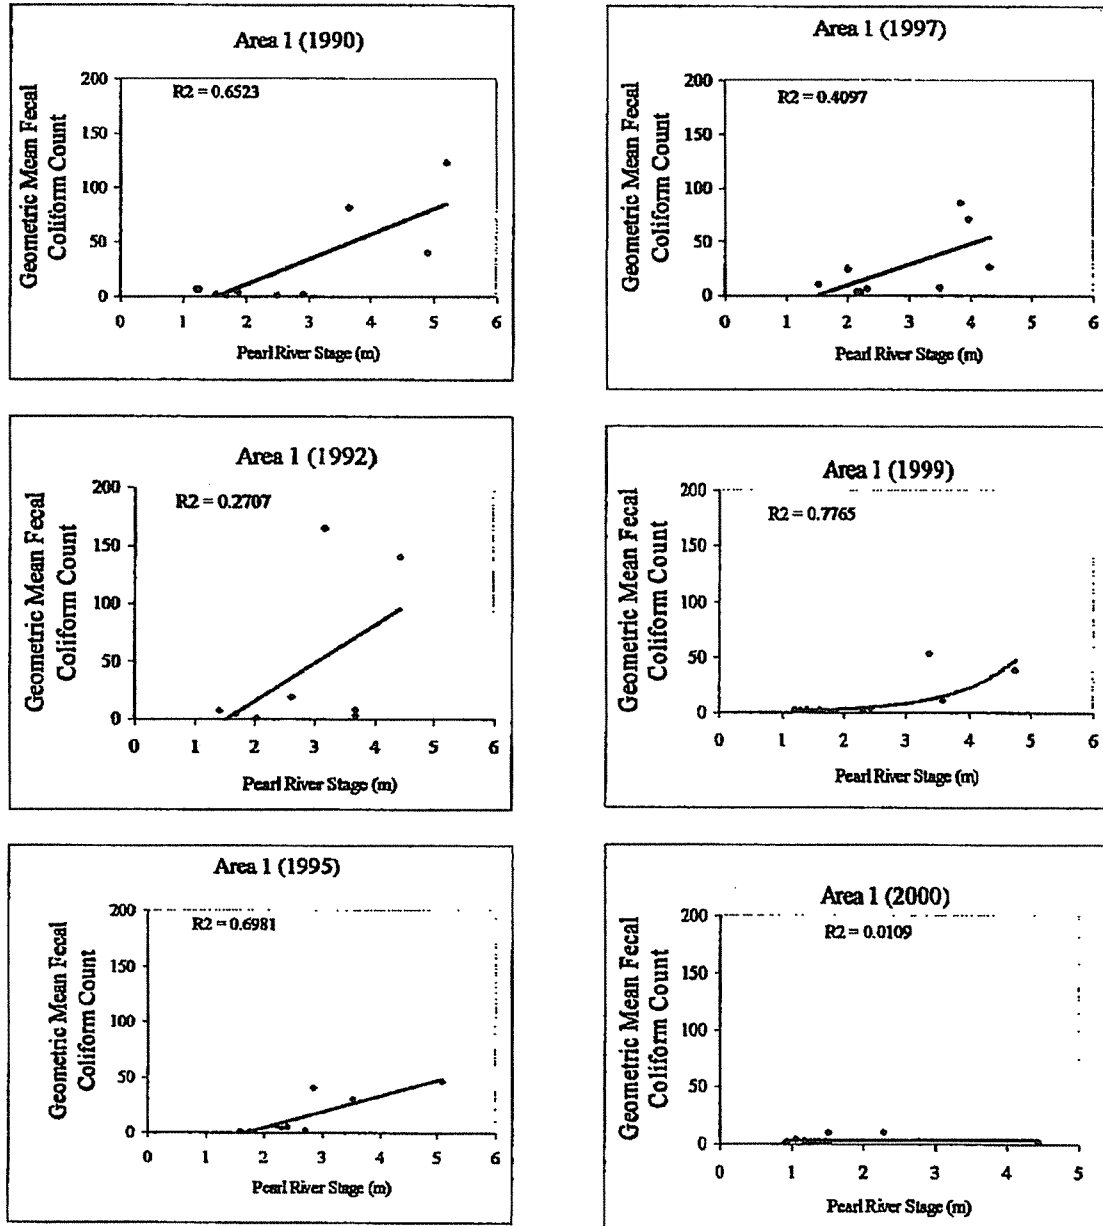 Area 1 (1990)
R2 = 0.6523
Geometric Mean Fecal
Coliform Count
200
150
100
50
0
0 1 2 3 4 5 6
Pearl River Stage (m)
Area 1 (1997)
R2 = 0.4097
Geometric Mean Fecal
Coliform Count
200
150
100
50
0
0 1 2 3 4 5 6
Pearl River Stage (m)
Area 1 (1992)
R2 = 0.2707
Geometric Mean Fecal
Coliform Count
200
150
100
50
0
0 1 2 3 4 5 6
Pearl River Stage (m)
Area 1 (1999)
R2 = 0.7765
Geometric Mean Fecal
Coliform Count
200
150
100
50
0
0 1 2 3 4 5 6
Pearl River Stage (m)
Area 1 (1995)
R2 = 0.6981
Geometric Mean Fecal
Coliform Count
200
150
100
50
0
0 1 2 3 4 5 6
Pearl River Stage (m)
Area 1 (2000)
R2 = 0.0109
Geometric Mean Fecal
Coliform Count
200
150
100
50
0
0 1 2 3 4 5
Pearl River Stage (m)